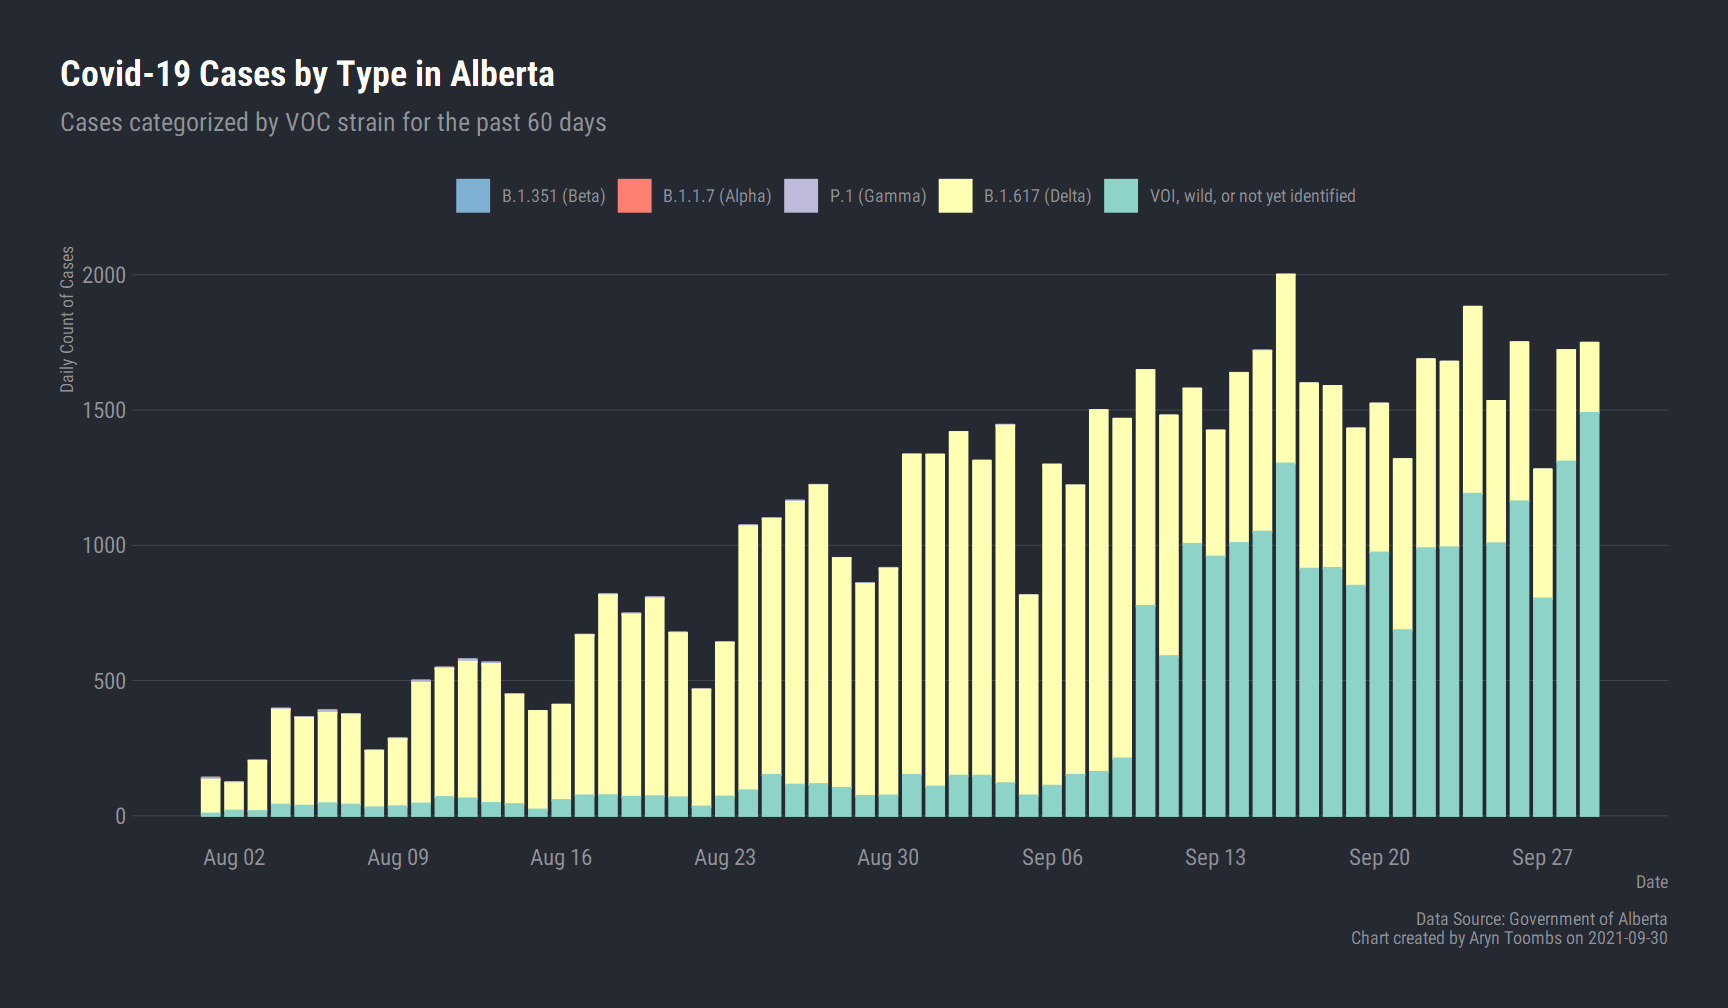 Covid-19 Cases by Type in Alberta
Cases categorized by VOC strain for the past 60 days
B.1.351 (Beta) B.1.1.7 (Alpha) P.1 (Gamma) B.1.617 (Delta) VOI, wild, or not yet identified
Daily Count of Cases
2000
1500
1000
500
0
Aug 02 Aug 09 Aug 16 Aug 23 Aug 30 Sep 06 Sep 13 Sep 20 Sep 27
Date
Data Source: Government of Alberta
Chart created by Aryn Toombs on 2021-09-30